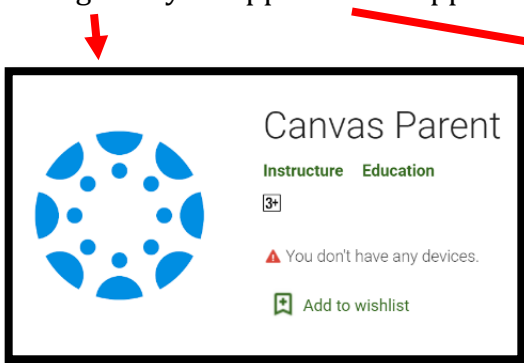 Canvas Parent
Instructure Education
3+
You don't have any devices.
Add to wishlist